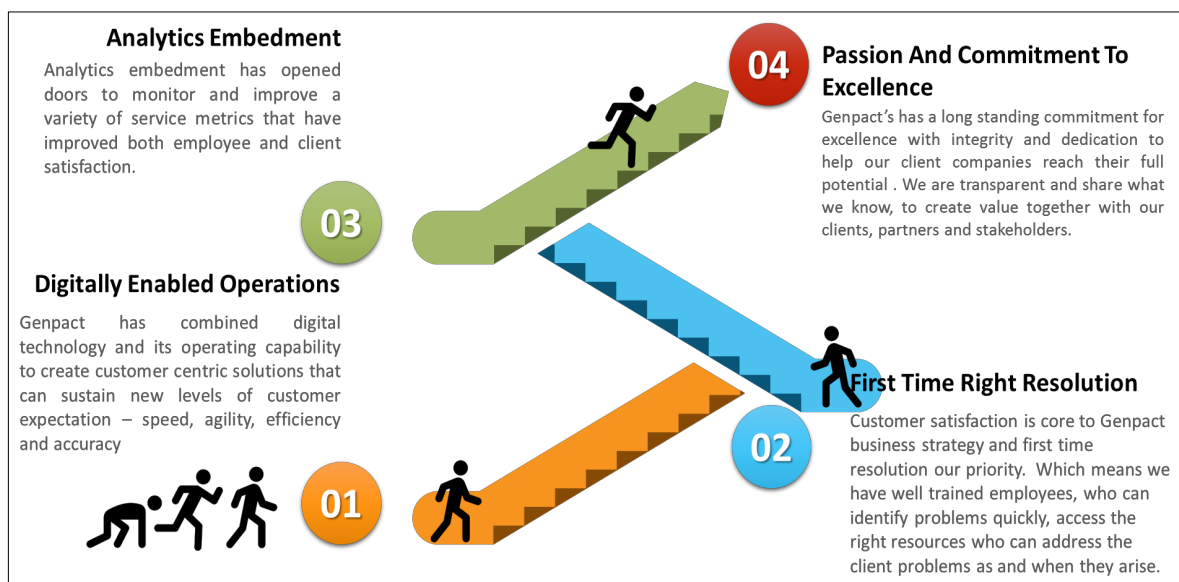 Analytics Embedment
Analytics embedment has opened
doors to monitor and improve a
variety of service metrics that have
improved both employee and client
satisfaction.
03
04
Passion And Commitment To
Excellence
Genpact's has a long standing commitment for
excellence with integrity and dedication to
help our client companies reach their full
potential . We are transparent and share what
we know, to create value together with our
clients, partners and stakeholders.
Digitally Enabled Operations
Genpact has combined digital
technology and its operating capability
to create customer centric solutions that
can sustain new levels of customer
expectation – speed, agility, efficiency
and accuracy
01
02
First Time Right Resolution
Customer satisfaction is core to Genpact
business strategy and first time
resolution our priority. Which means we
have well trained employees, who can
identify problems quickly, access the
right resources who can address the
client problems as and when they arise.